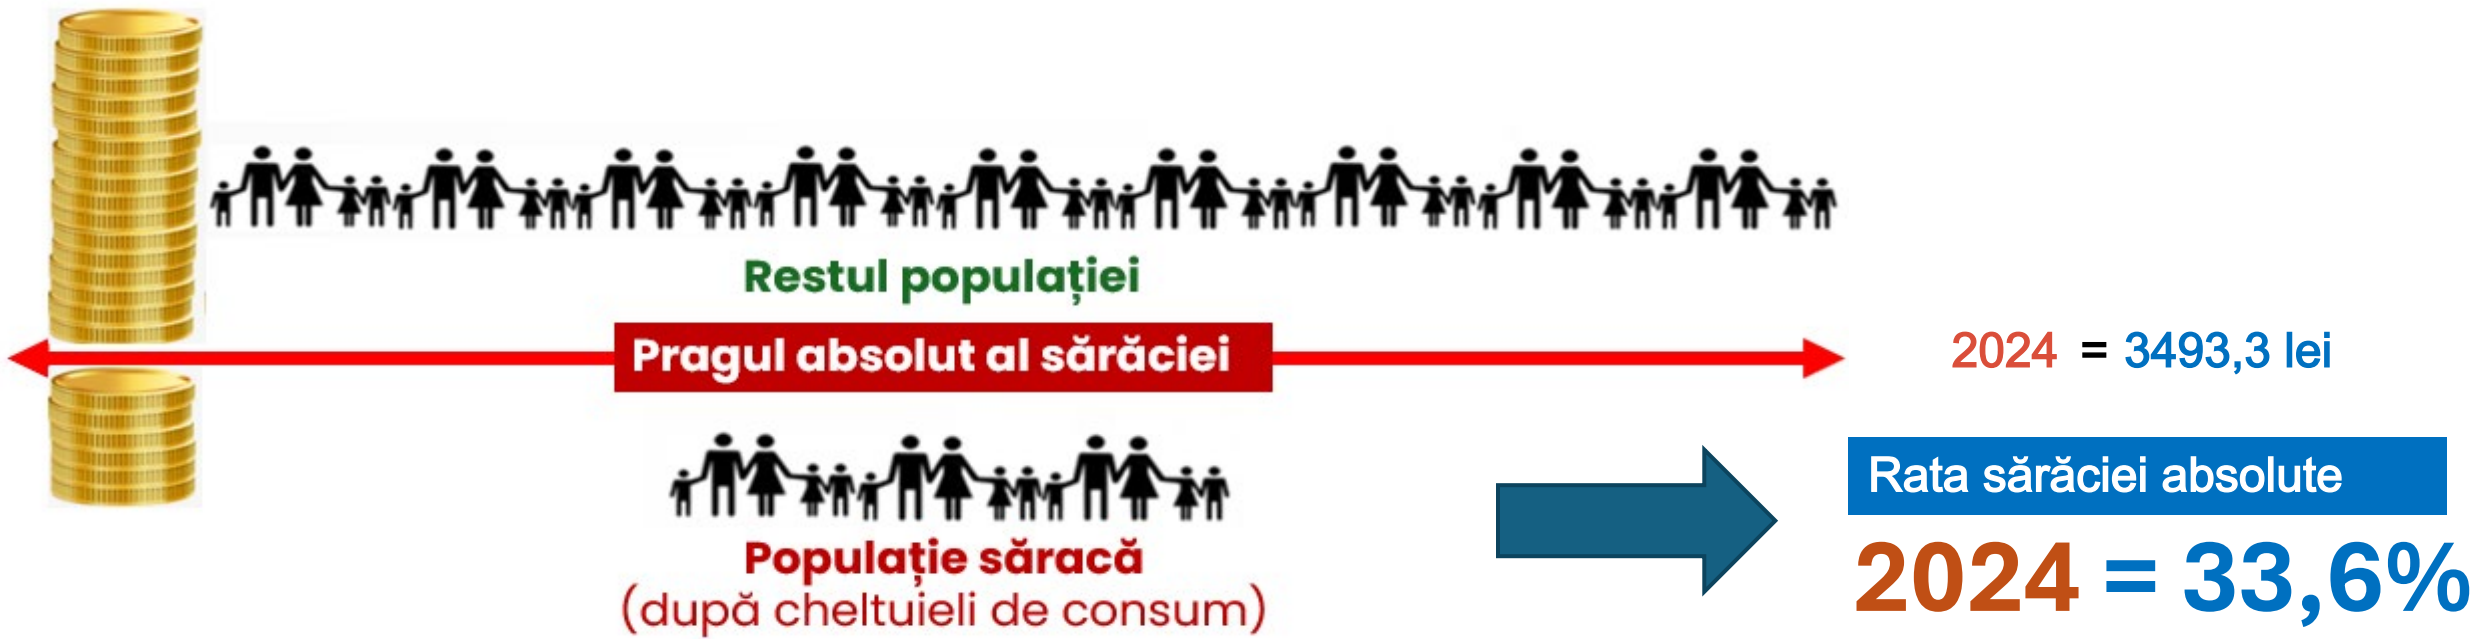 Restul populației
Pragul absolut al sărăciei
2024 = 3493,3 lei
Populație săracă
(după cheltuieli de consum)
Rata sărăciei absolute
2024 = 33,6%